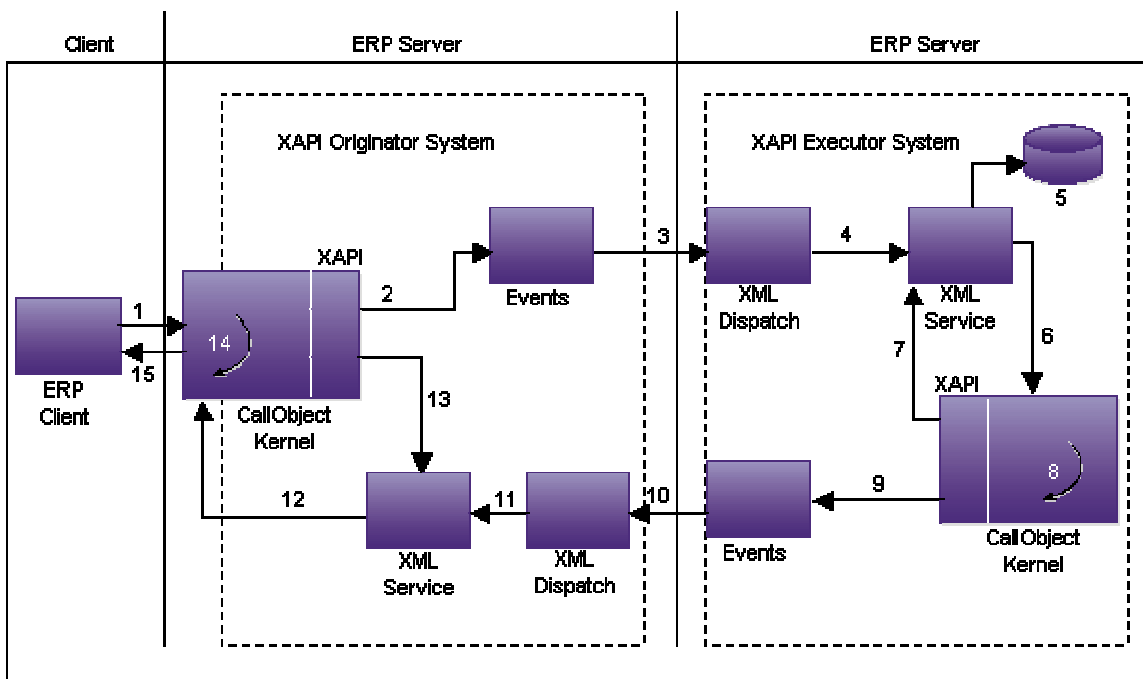 Client
ERP Server
ERP Server
XAPI Originator System
XAPI Executor System
5
3
4
XAPI
2
Events
XML
Dispatch
XML
Service
1
14
15
ERP
Client
CallObject
Kernel
13
7
6
XAPI
8
12
11
10
9
XML
Service
XML
Dispatch
Events
CallObject
Kernel